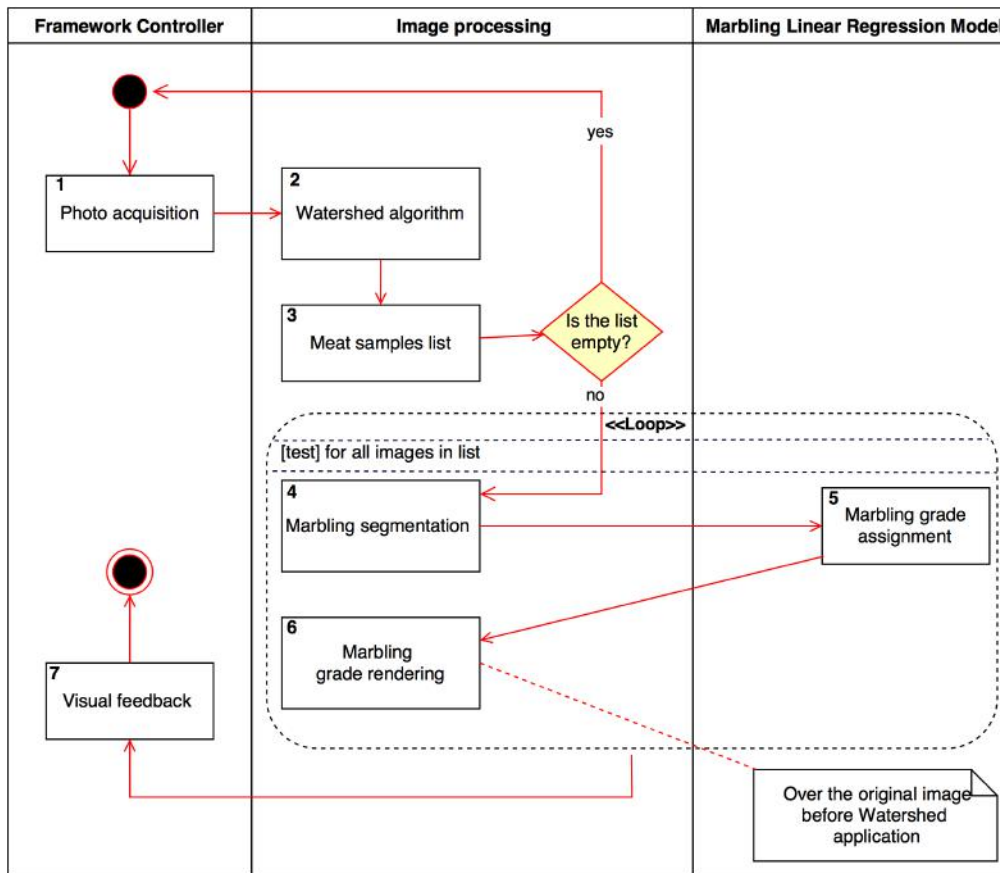 Framework Controller
Image processing
Marbling Linear Regression Model
yes
1
Photo acquisition
2
Watershed algorithm
3
Meat samples list
Is the list
empty?
no
<<Loop>>
[test] for all images in list
4
Marbling segmentation
5
Marbling grade
assignment
6
Marbling
grade rendering
7
Visual feedback
Over the original image
before Watershed
application